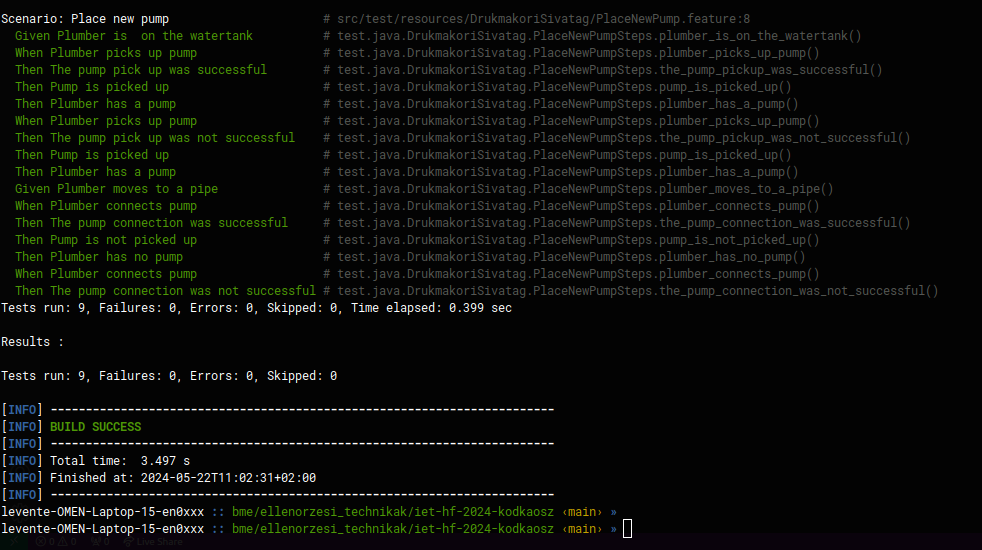 Scenario: Place new pump # src/test/resources/DrukmakoriSivatag/PlaceNewPump.feature:8
Given Plumber is  on the watertank # test.java.DrukmakoriSivatag.PlaceNewPumpSteps.plumber_is_on_the_watertank()
When Plumber picks up pump # test.java.DrukmakoriSivatag.PlaceNewPumpSteps.plumber_picks_up_pump()
Then The pump pick up was successful # test.java.DrukmakoriSivatag.PlaceNewPumpSteps.the_pump_pickup_was_successful()
Then Pump is picked up # test.java.DrukmakoriSivatag.PlaceNewPumpSteps.pump_is_picked_up()
Then Plumber has a pump # test.java.DrukmakoriSivatag.PlaceNewPumpSteps.plumber_has_a_pump()
When Plumber picks up pump # test.java.DrukmakoriSivatag.PlaceNewPumpSteps.plumber_picks_up_pump()
Then The pump pick up was not successful # test.java.DrukmakoriSivatag.PlaceNewPumpSteps.the_pump_pickup_was_not_successful()
Then Pump is picked up # test.java.DrukmakoriSivatag.PlaceNewPumpSteps.pump_is_picked_up()
Then Plumber has a pump # test.java.DrukmakoriSivatag.PlaceNewPumpSteps.plumber_has_a_pump()
Given Plumber moves to a pipe # test.java.DrukmakoriSivatag.PlaceNewPumpSteps.plumber_moves_to_a_pipe()
When Plumber connects pump # test.java.DrukmakoriSivatag.PlaceNewPumpSteps.plumber_connects_pump()
Then The pump connection was successful # test.java.DrukmakoriSivatag.PlaceNewPumpSteps.the_pump_connection_was_successful()
Then Pump is not picked up # test.java.DrukmakoriSivatag.PlaceNewPumpSteps.pump_is_not_picked_up()
Then Plumber has no pump # test.java.DrukmakoriSivatag.PlaceNewPumpSteps.plumber_has_no_pump()
When Plumber connects pump # test.java.DrukmakoriSivatag.PlaceNewPumpSteps.plumber_connects_pump()
Then The pump connection was not successful # test.java.DrukmakoriSivatag.PlaceNewPumpSteps.the_pump_connection_was_not_successful()
Tests run: 9, Failures: 0, Errors: 0, Skipped: 0, Time elapsed: 0.399 sec
Results :
Tests run: 9, Failures: 0, Errors: 0, Skipped: 0
[INFO] ------------------------------------------------------------------------
[INFO] BUILD SUCCESS
[INFO] ------------------------------------------------------------------------
[INFO] Total time:  3.497 s
[INFO] Finished at: 2024-05-22T11:02:31+02:00
[INFO] ------------------------------------------------------------------------
levente-OMEN-Laptop-15-en0xxx :: bme/ellenorzesi_technikak/iet-hf-2024-kodkaosz ‹main› »
levente-OMEN-Laptop-15-en0xxx :: bme/ellenorzesi_technikak/iet-hf-2024-kodkaosz ‹main› »
0 0 0 Live Share